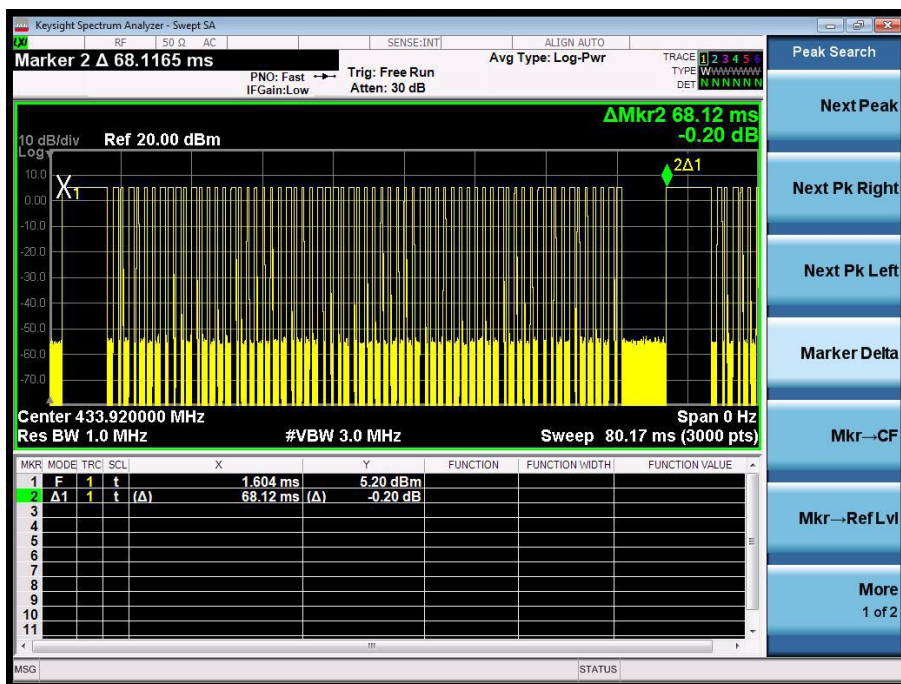 Keysight Spectrum Analyzer - Swept SA
LXI RF 50 Ω AC SENSE:INT ALIGN AUTO
Marker 2 Δ 68.1165 ms
PNO: Fast
IFGain:Low
Trig: Free Run
Atten: 30 dB
Avg Type: Log-Pwr
TRACE 1 2 3 4 5 6
TYPE WWWWWW
DET N N N N N N
ΔMkr2 68.12 ms
-0.20 dB
10 dB/div Ref 20.00 dBm
Log
10.0
0.00
-10.0
-20.0
-30.0
-40.0
-50.0
-60.0
-70.0
X1
2Δ1
Center 433.920000 MHz Span 0 Hz
Res BW 1.0 MHz #VBW 3.0 MHz Sweep 80.17 ms (3000 pts)
MKR MODE TRC SCL X Y FUNCTION FUNCTION WIDTH FUNCTION VALUE
1 F 1 t 1.604 ms 5.20 dBm
2 Δ1 1 t (Δ) 68.12 ms (Δ) -0.20 dB
3
4
5
6
7
8
9
10
11
MSG STATUS
Peak Search
Next Peak
Next Pk Right
Next Pk Left
Marker Delta
Mkr→CF
Mkr→Ref Lvl
More
1 of 2